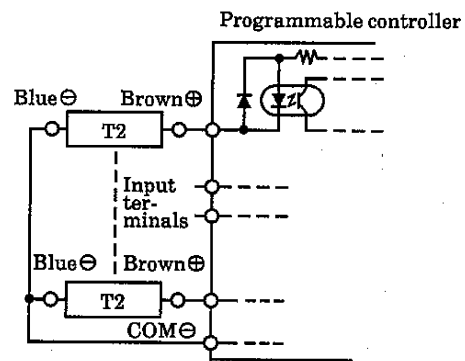 Programmable controller
Blue⊖ Brown⊕
T2
Input
ter-
minals
Blue⊖ Brown⊕
T2
COM⊖